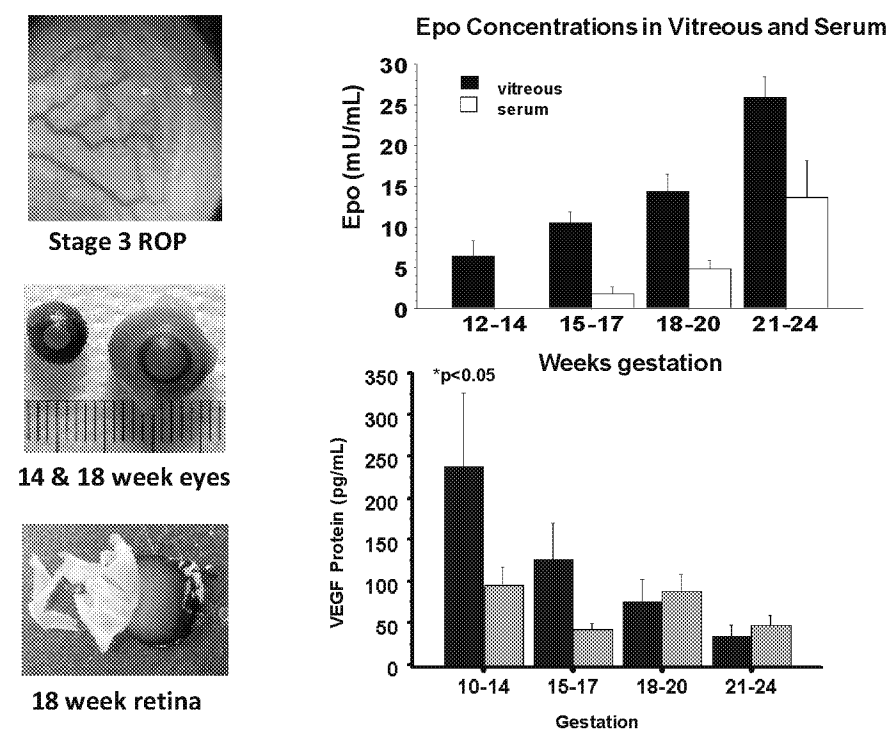 Stage 3 ROP
14 & 18 week eyes
18 week retina
Epo Concentrations in Vitreous and Serum
Epo (mU/mL)
30
25
20
15
10
5
0
vitreous
serum
12-14 15-17 18-20 21-24
Weeks gestation
*p<0.05
VEGF Protein (pg/mL)
350
300
250
200
150
100
50
0
10-14 15-17 18-20 21-24
Gestation